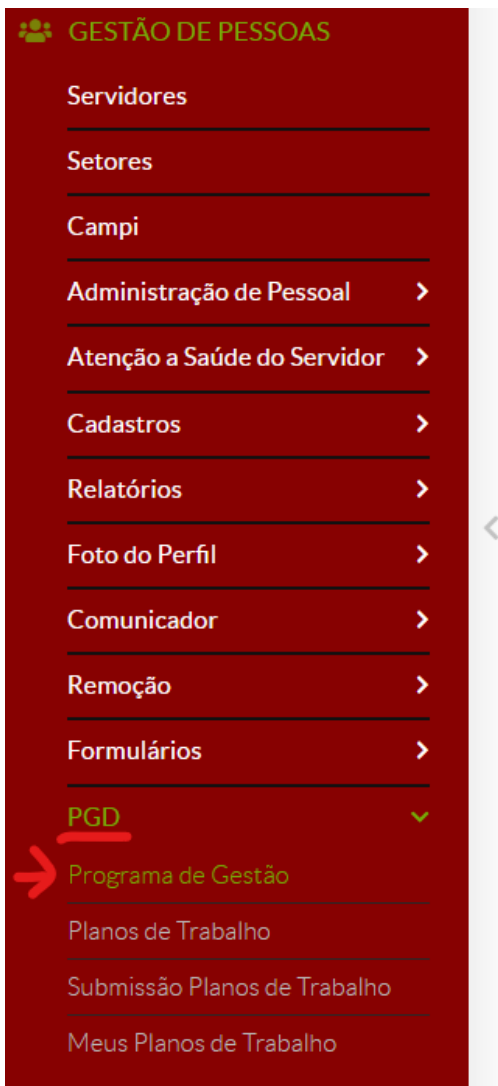 GESTÃO DE PESSOAS
Servidores
Setores
Campi
Administração de Pessoal
Atenção a Saúde do Servidor
Cadastros
Relatórios
Foto do Perfil
Comunicador
Remoção
Formulários
PGD
Programa de Gestão
Planos de Trabalho
Submissão Planos de Trabalho
Meus Planos de Trabalho